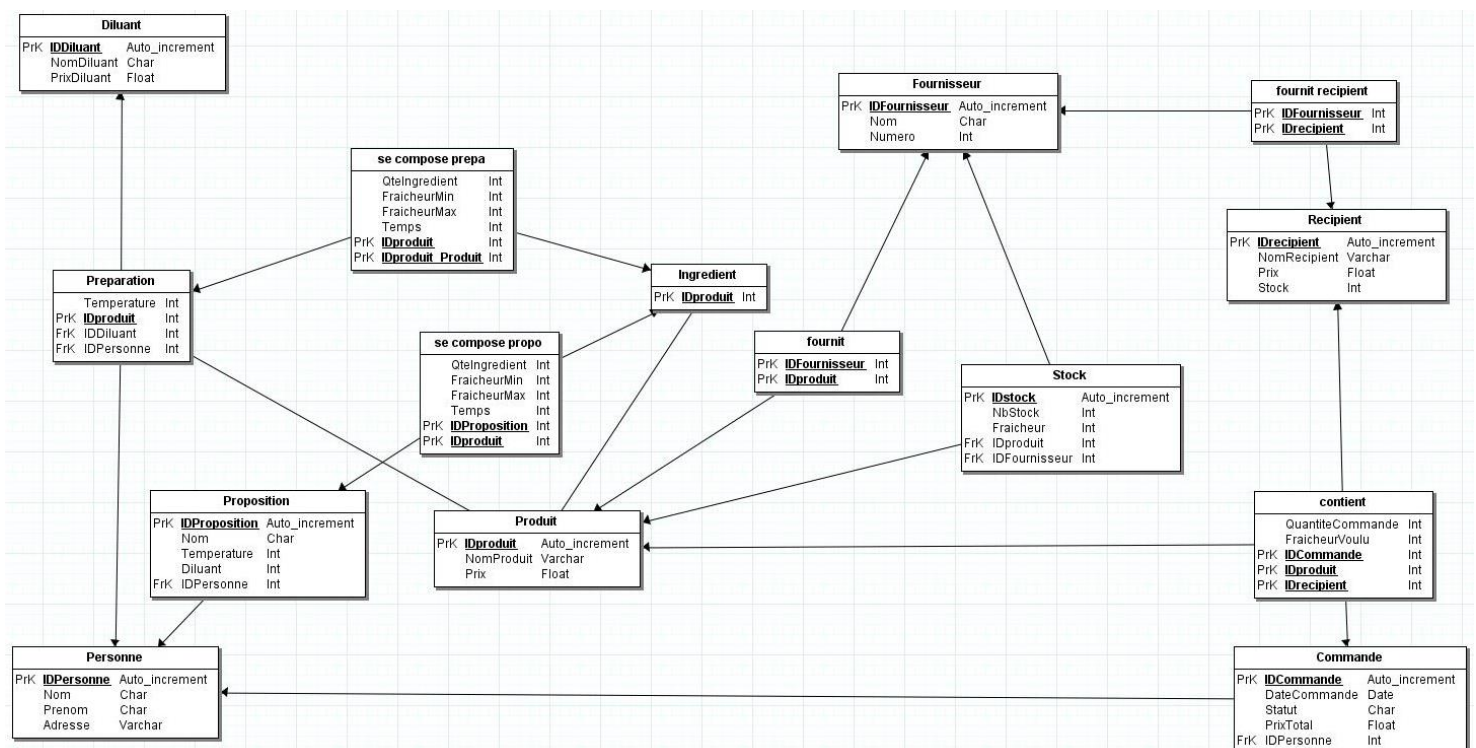 Diluant
PrK IDDiluant Auto_increment
NomDiluant Char
PrixDiluant Float
Fournisseur
PrK IDFournisseur Auto_increment
Nom Char
Numero Int
fournit recipient
PrK IDFournisseur Int
PrK IDrecipient Int
se compose prepa
QteIngredient Int
FraicheurMin Int
FraicheurMax Int
Temps Int
PrK IDproduit Int
PrK IDproduit_Produit Int
Recipient
PrK IDrecipient Auto_increment
NomRecipient Varchar
Prix Float
Stock Int
Preparation
Temperature Int
PrK IDproduit Int
FrK IDDiluant Int
FrK IDPersonne Int
Ingredient
PrK IDproduit Int
se compose propo
QteIngredient Int
FraicheurMin Int
FraicheurMax Int
Temps Int
PrK IDProposition Int
PrK IDproduit Int
fournit
PrK IDFournisseur Int
PrK IDproduit Int
Stock
PrK IDstock Auto_increment
NbStock Int
Fraicheur Int
FrK IDproduit Int
FrK IDFournisseur Int
Proposition
PrK IDProposition Auto_increment
Nom Char
Temperature Int
Diluant Int
FrK IDPersonne Int
Produit
PrK IDproduit Auto_increment
NomProduit Varchar
Prix Float
contient
QuantiteCommande Int
FraicheurVoulu Int
PrK IDCommande Int
PrK IDproduit Int
PrK IDrecipient Int
Personne
PrK IDPersonne Auto_increment
Nom Char
Prenom Char
Adresse Varchar
Commande
PrK IDCommande Auto_increment
DateCommande Date
Statut Char
PrixTotal Float
FrK IDPersonne Int